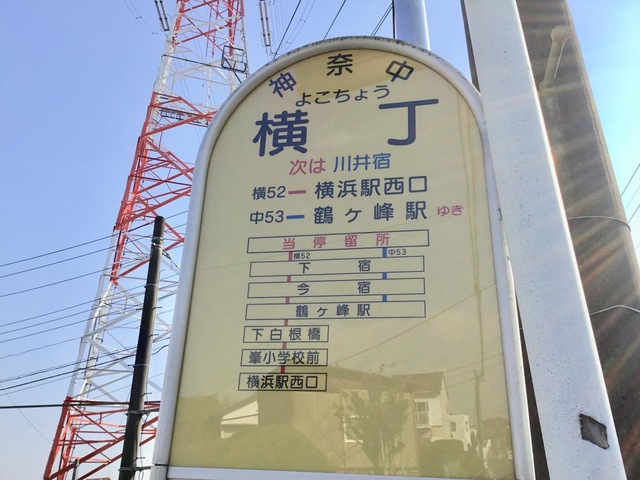 神奈中
よこちょう
横丁
次は 川井宿
横52 ー 横浜駅西口
中53 ー 鶴ヶ峰駅 ゆき
当停留所
横52 中53
下宿
今宿
鶴ヶ峰駅
下白根橋
峯小学校前
横浜駅西口